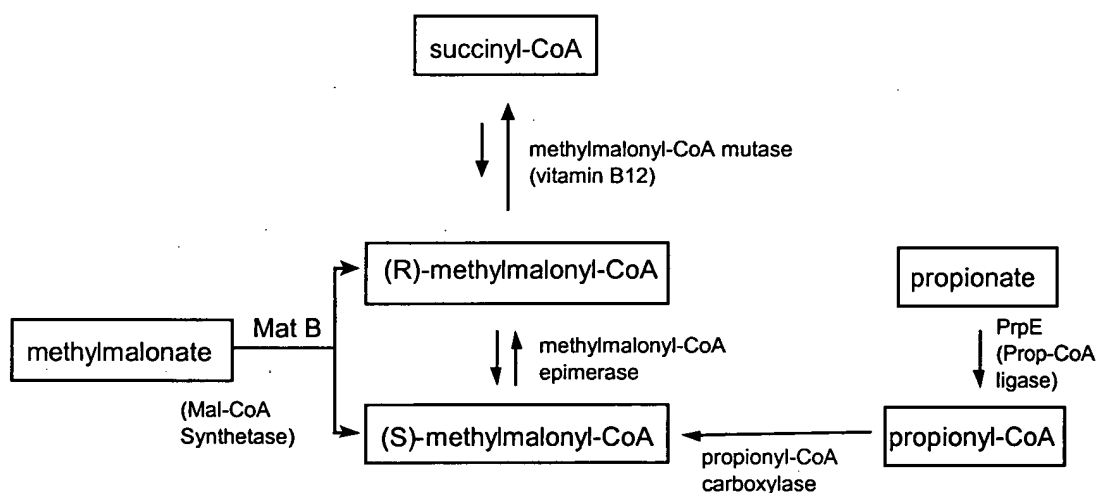 succinyl-CoA
methylmalonyl-CoA mutase
(vitamin B12)
(R)-methylmalonyl-CoA
propionate
Mat B
methylmalonate
methylmalonyl-CoA
epimerase
PrpE
(Prop-CoA
ligase)
(Mal-CoA
Synthetase)
(S)-methylmalonyl-CoA
propionyl-CoA
propionyl-CoA
carboxylase